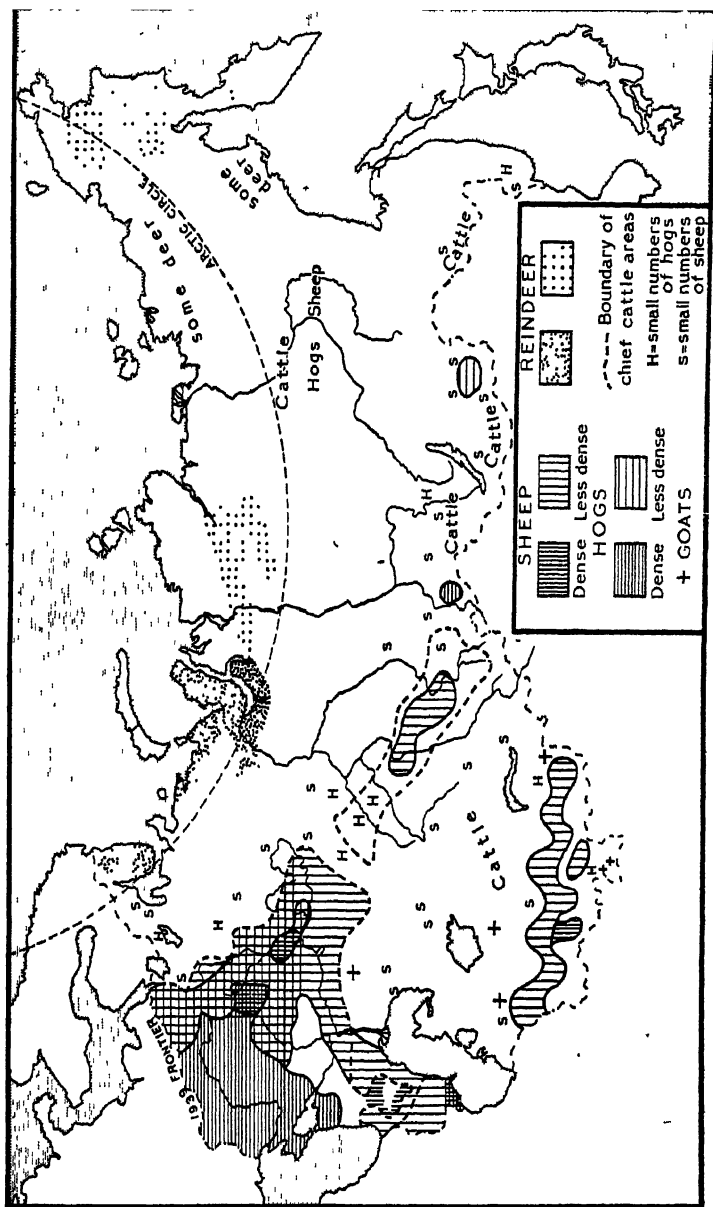 ARCTIC CIRCLE
some deer
some
deer
1939 FRONTIER
S
S
H
S
H
S
Cattle
Hogs Sheep
S
S
H
S
H
H
H
S
S
S
S
S
S
S
H
S
S
S
Cattle
S
Cattle
S
S
S
S
S
Cattle
Cattle
H
S
S
S
H
S
H
SHEEP
Dense Less dense
HOGS
Dense Less dense
+ GOATS
REINDEER
--- Boundary of
chief cattle areas
H=small numbers
of hogs
S=small numbers
of sheep